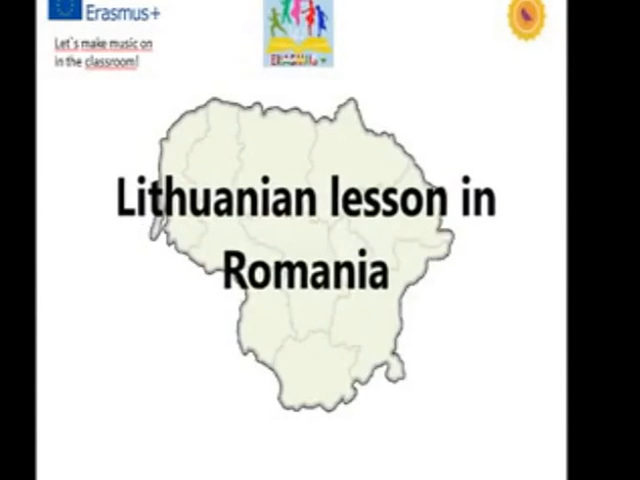 Erasmus+
Let`s make music on
in the classroom!
Lithuanian lesson in
Romania